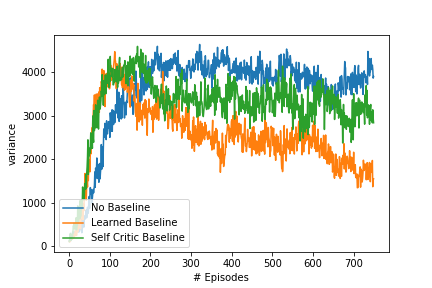 4000
3000
2000
1000
0
variance
No Baseline
Learned Baseline
Self Critic Baseline
0 100 200 300 400 500 600 700
# Episodes